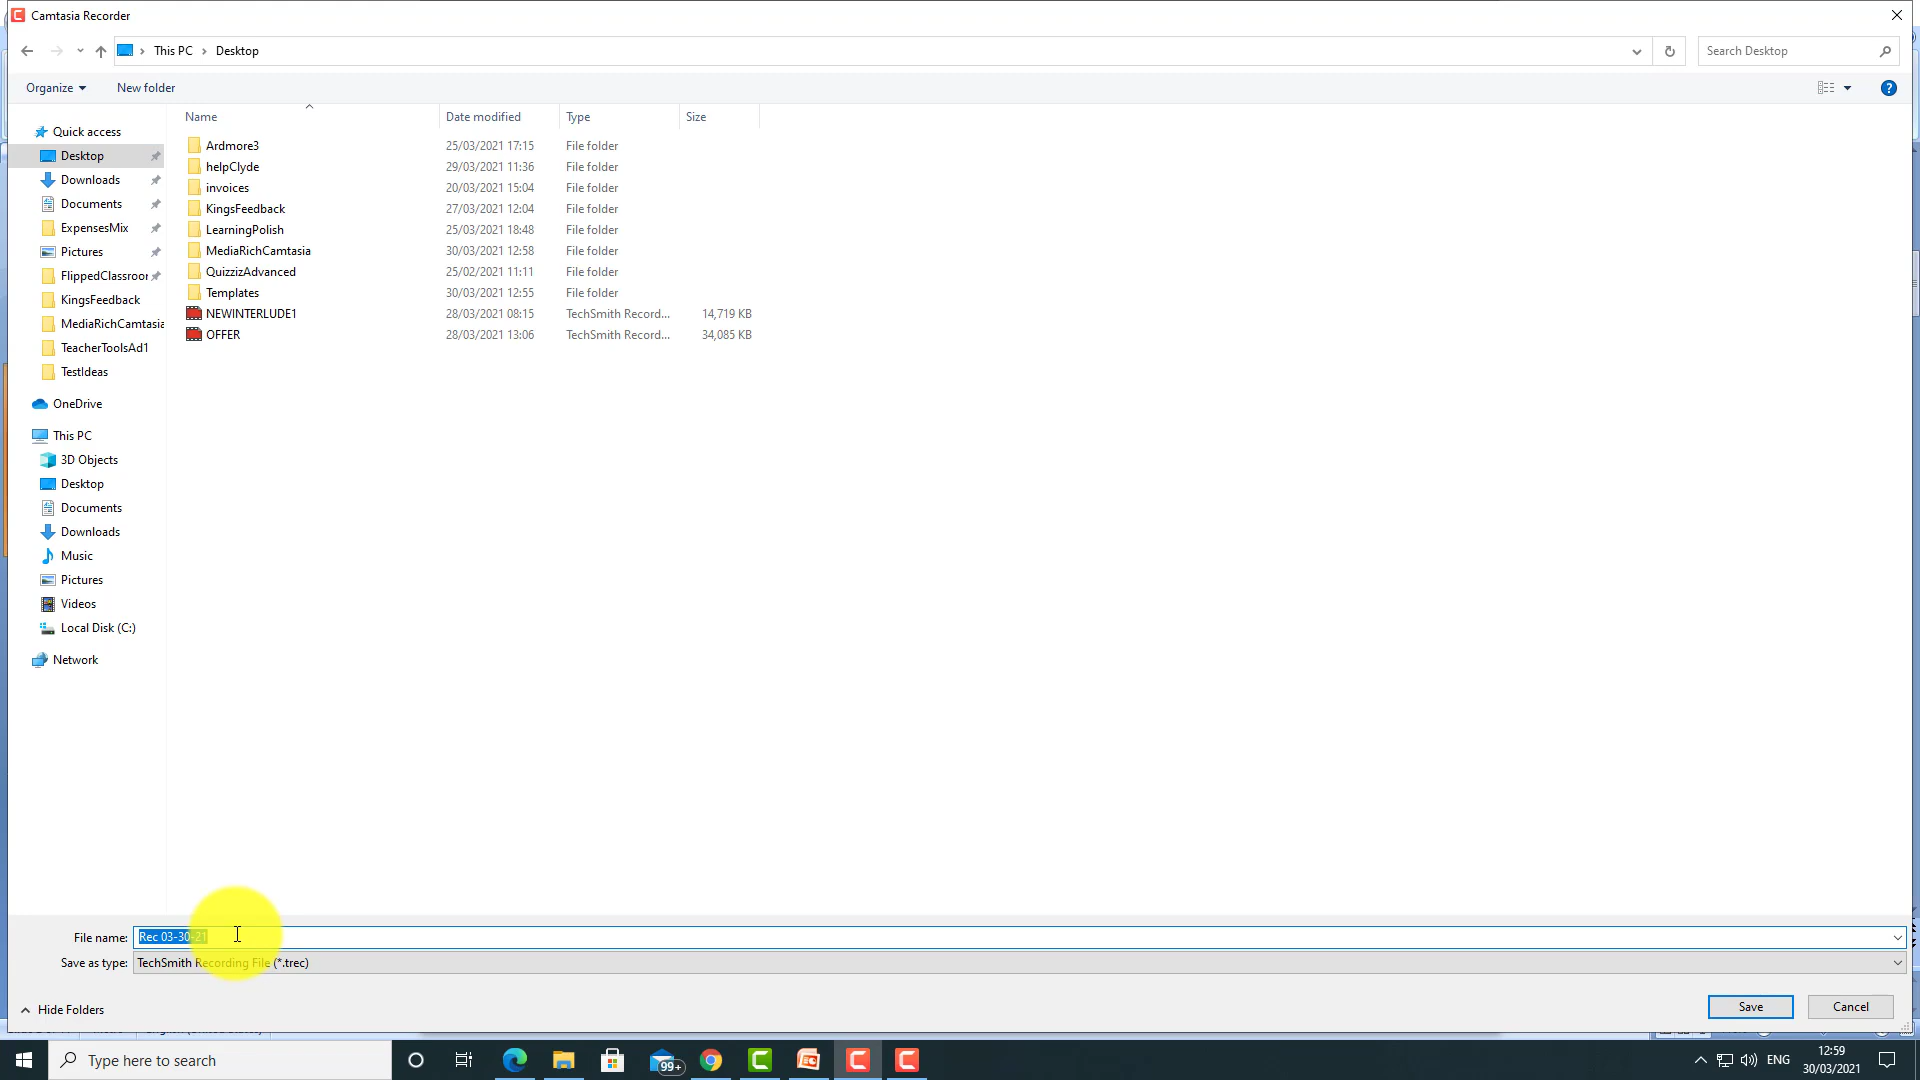 Camtasia Recorder
This PC > Desktop
Search Desktop
Organize
New folder
Name Date modified Type Size
Quick access
Desktop
Downloads
Documents
ExpensesMix
Pictures
FlippedClassroor
KingsFeedback
MediaRichCamtasia
TeacherToolsAd1
TestIdeas
OneDrive
This PC
3D Objects
Desktop
Documents
Downloads
Music
Pictures
Videos
Local Disk (C:)
Network
Ardmore3 25/03/2021 17:15 File folder
helpClyde 29/03/2021 11:36 File folder
invoices 20/03/2021 15:04 File folder
KingsFeedback 27/03/2021 12:04 File folder
LearningPolish 25/03/2021 18:48 File folder
MediaRichCamtasia 30/03/2021 12:58 File folder
QuizzizAdvanced 25/02/2021 11:11 File folder
Templates 30/03/2021 12:55 File folder
NEWINTERLUDE1 28/03/2021 08:15 TechSmith Record... 14,719 KB
OFFER 28/03/2021 13:06 TechSmith Record... 34,085 KB
File name: Rec 03-30-21
Save as type: TechSmith Recording File (*.trec)
Hide Folders
Save
Cancel
Type here to search
99+
ENG
12:59
30/03/2021